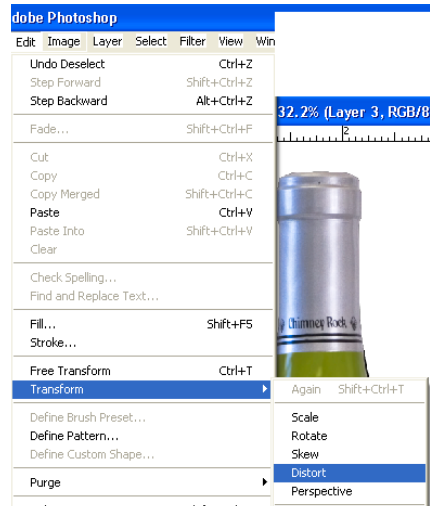 dobe Photoshop
Edit Image Layer Select Filter View Win
Undo Deselect Ctrl+Z
Step Forward Shift+Ctrl+Z
Step Backward Alt+Ctrl+Z
Fade... Shift+Ctrl+F
Cut Ctrl+X
Copy Ctrl+C
Copy Merged Shift+Ctrl+C
Paste Ctrl+V
Paste Into Shift+Ctrl+V
Clear
Check Spelling...
Find and Replace Text...
Fill... Shift+F5
Stroke...
Free Transform Ctrl+T
Transform
Define Brush Preset...
Define Pattern...
Define Custom Shape...
Purge
32.2% (Layer 3, RGB/8
2
Chimney Rock
Again Shift+Ctrl+T
Scale
Rotate
Skew
Distort
Perspective